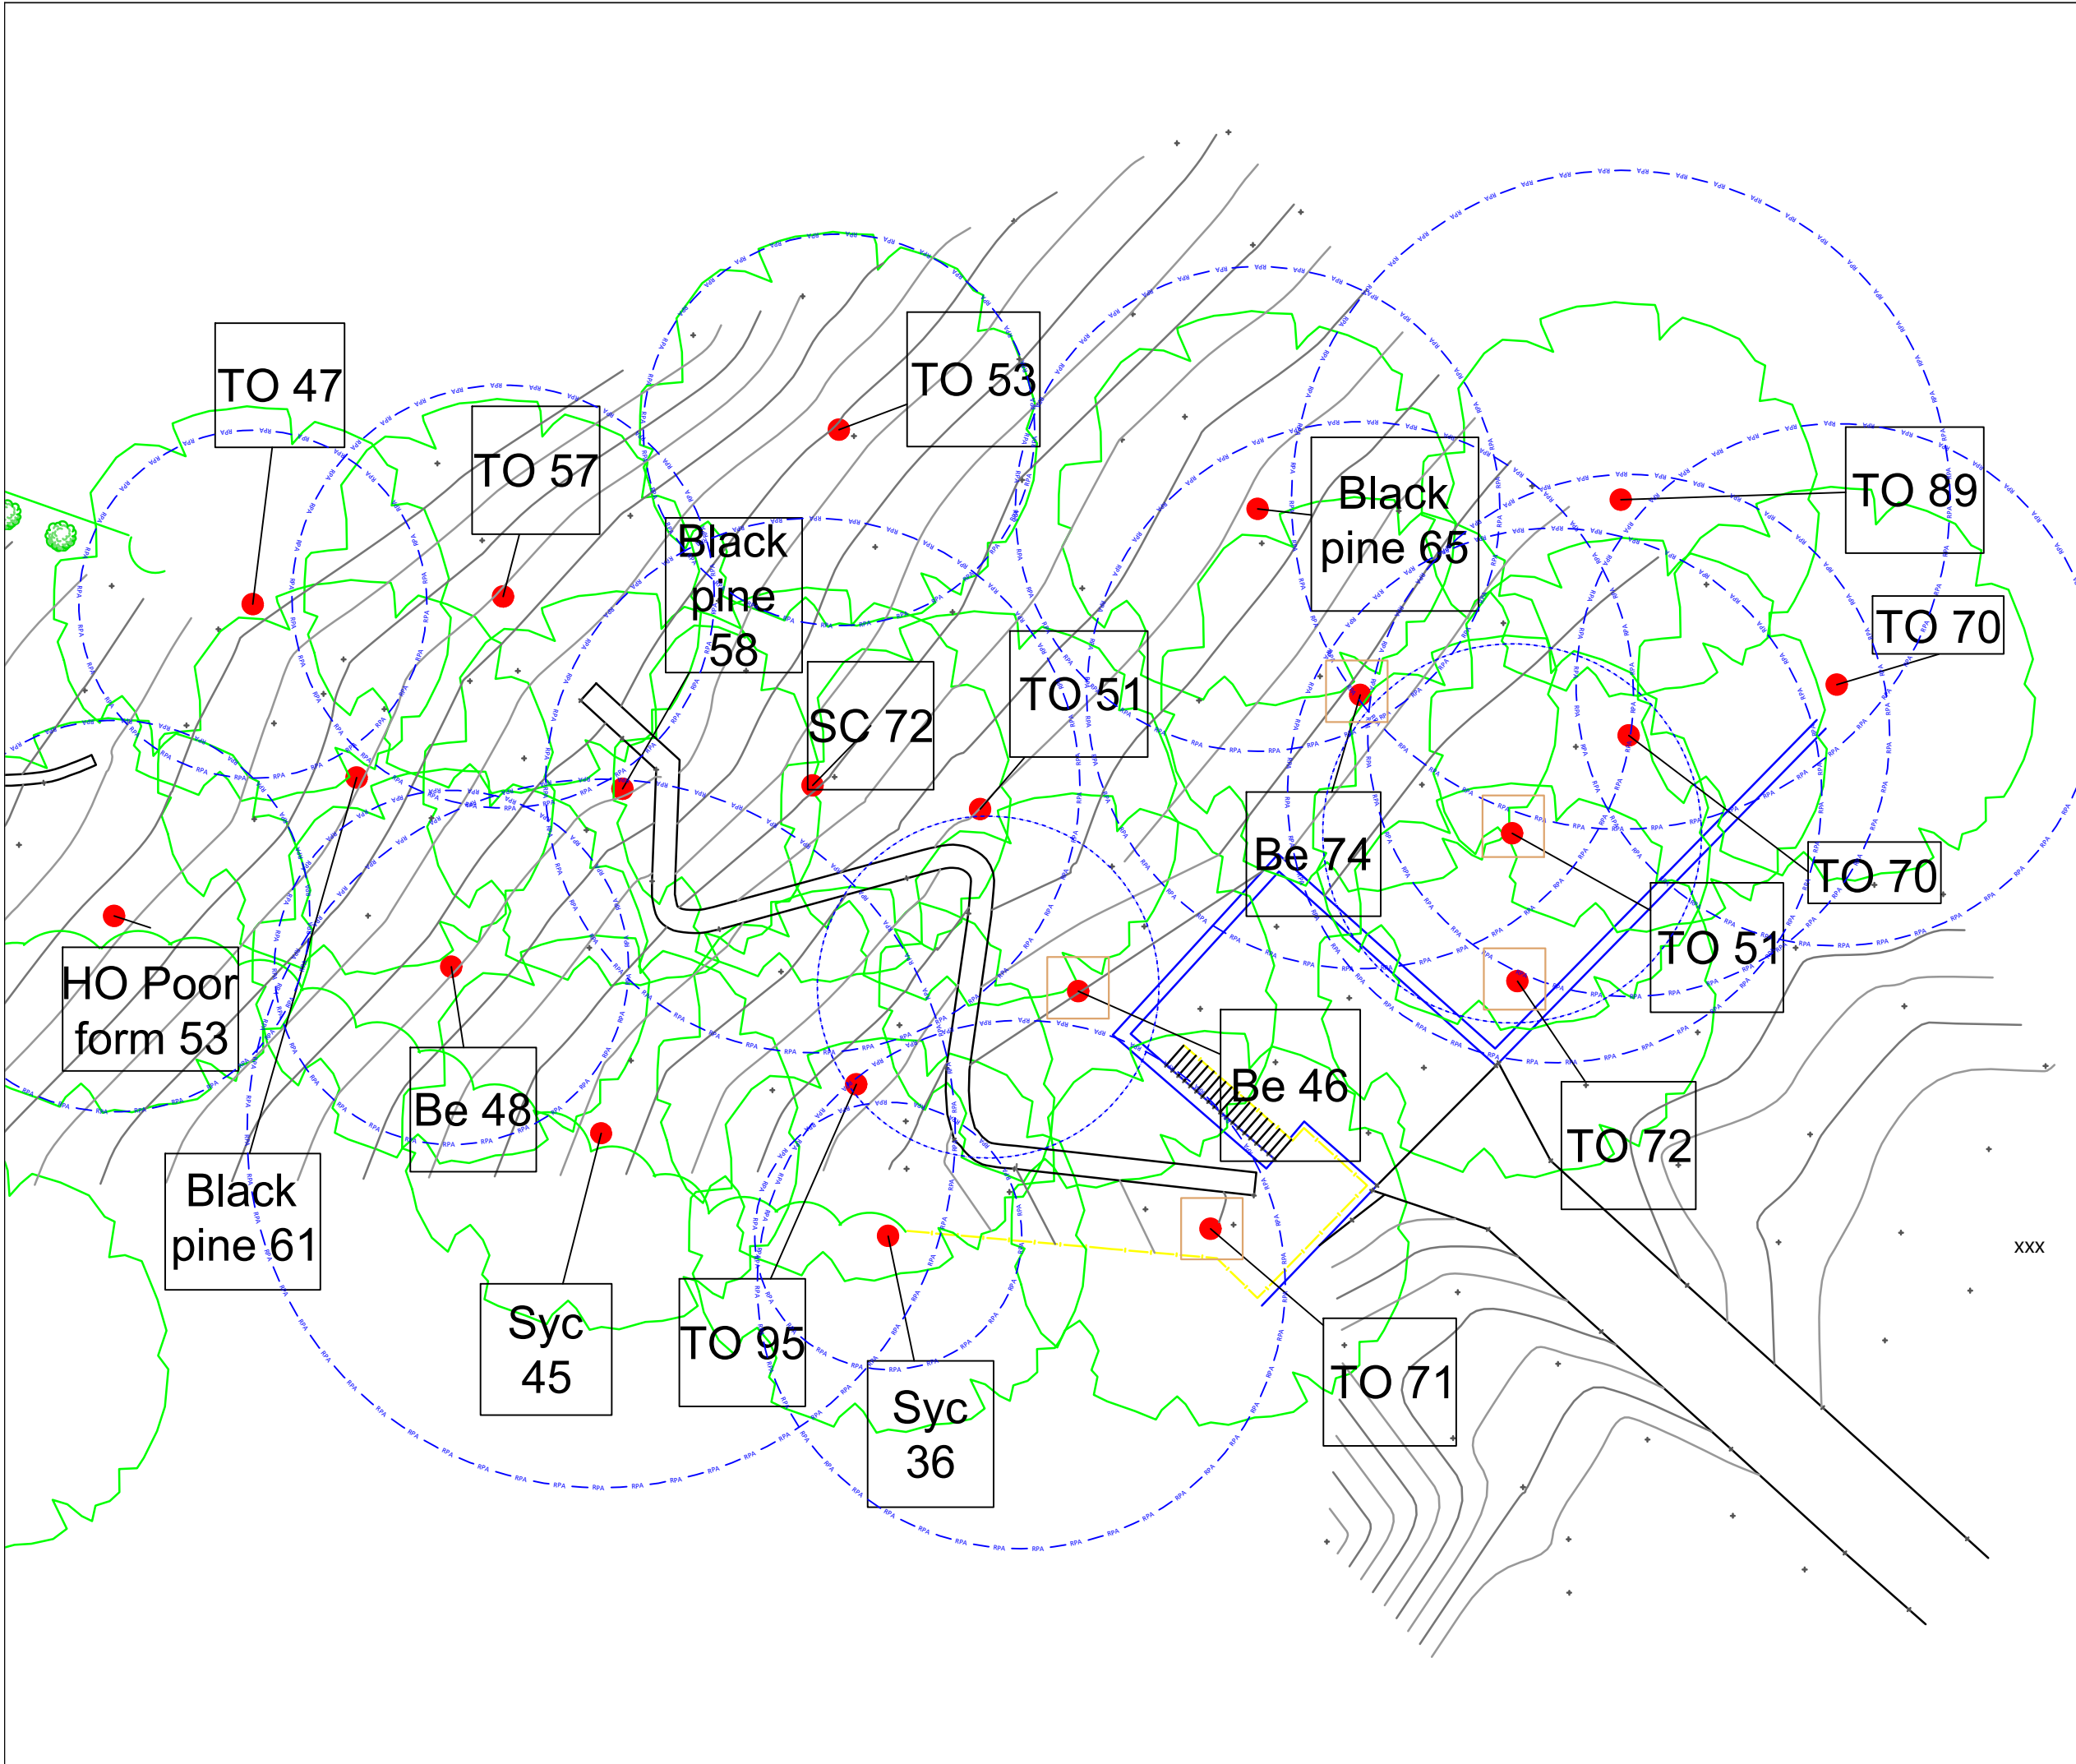 TO 47
TO 53
TO 57
Black
pine 65
TO 89
Black
pine
58
TO 70
TO 51
SC 72
Be 74
TO 70
TO 51
HO Poor
form 53
Be 46
Be 48
TO 72
Black
pine 61
xxx
Syc
45
TO 95
TO 71
Syc
36
RPA